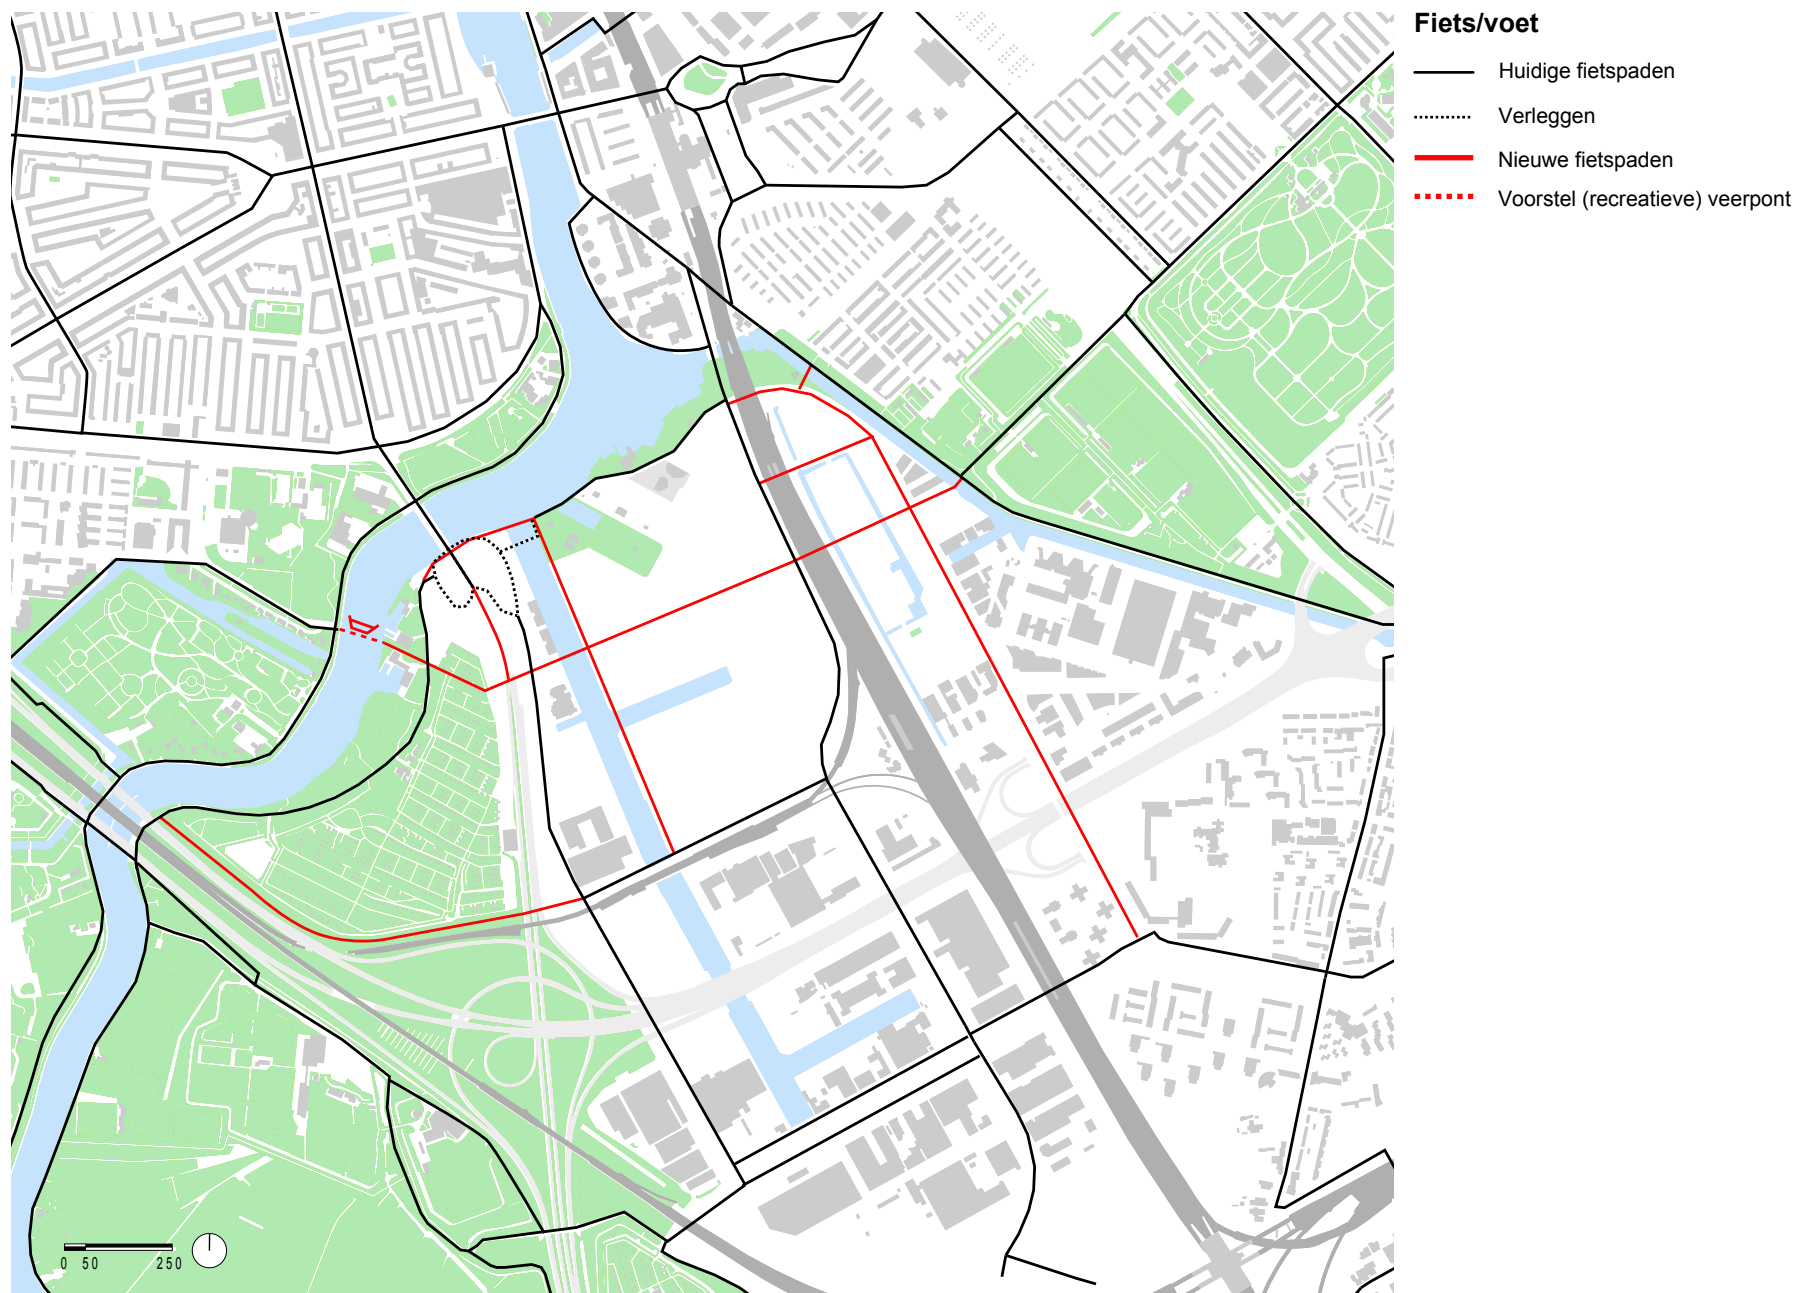 Fiets/voet
Huidige fietspaden
Verleggen
Nieuwe fietspaden
Voorstel (recreatieve) veerpont
0 50 250